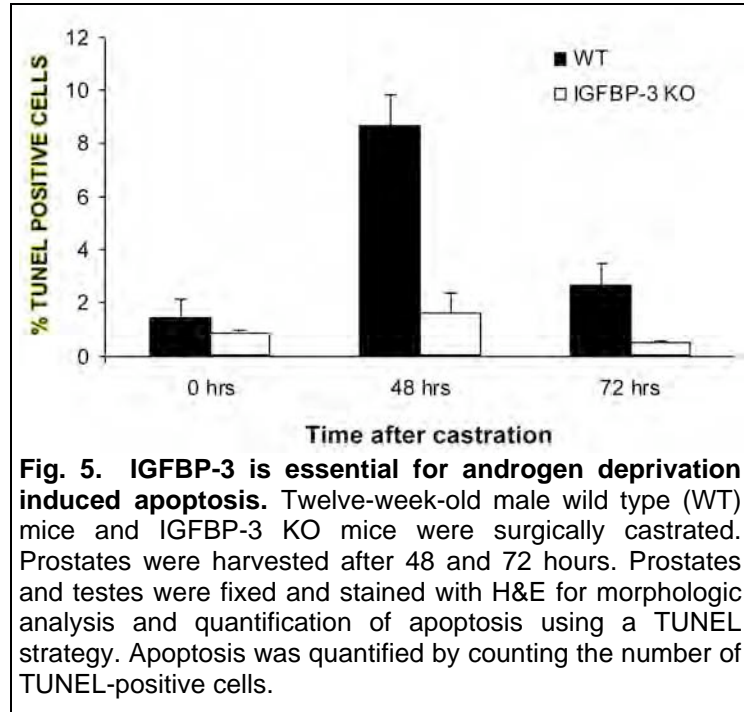 12
10
8
6
4
2
0
% TUNEL POSITIVE CELLS
WT
IGFBP-3 KO
0 hrs 48 hrs 72 hrs
Time after castration
Fig. 5. IGFBP-3 is essential for androgen deprivation
induced apoptosis. Twelve-week-old male wild type (WT)
mice and IGFBP-3 KO mice were surgically castrated.
Prostates were harvested after 48 and 72 hours. Prostates
and testes were fixed and stained with H&E for morphologic
analysis and quantification of apoptosis using a TUNEL
strategy. Apoptosis was quantified by counting the number of
TUNEL-positive cells.